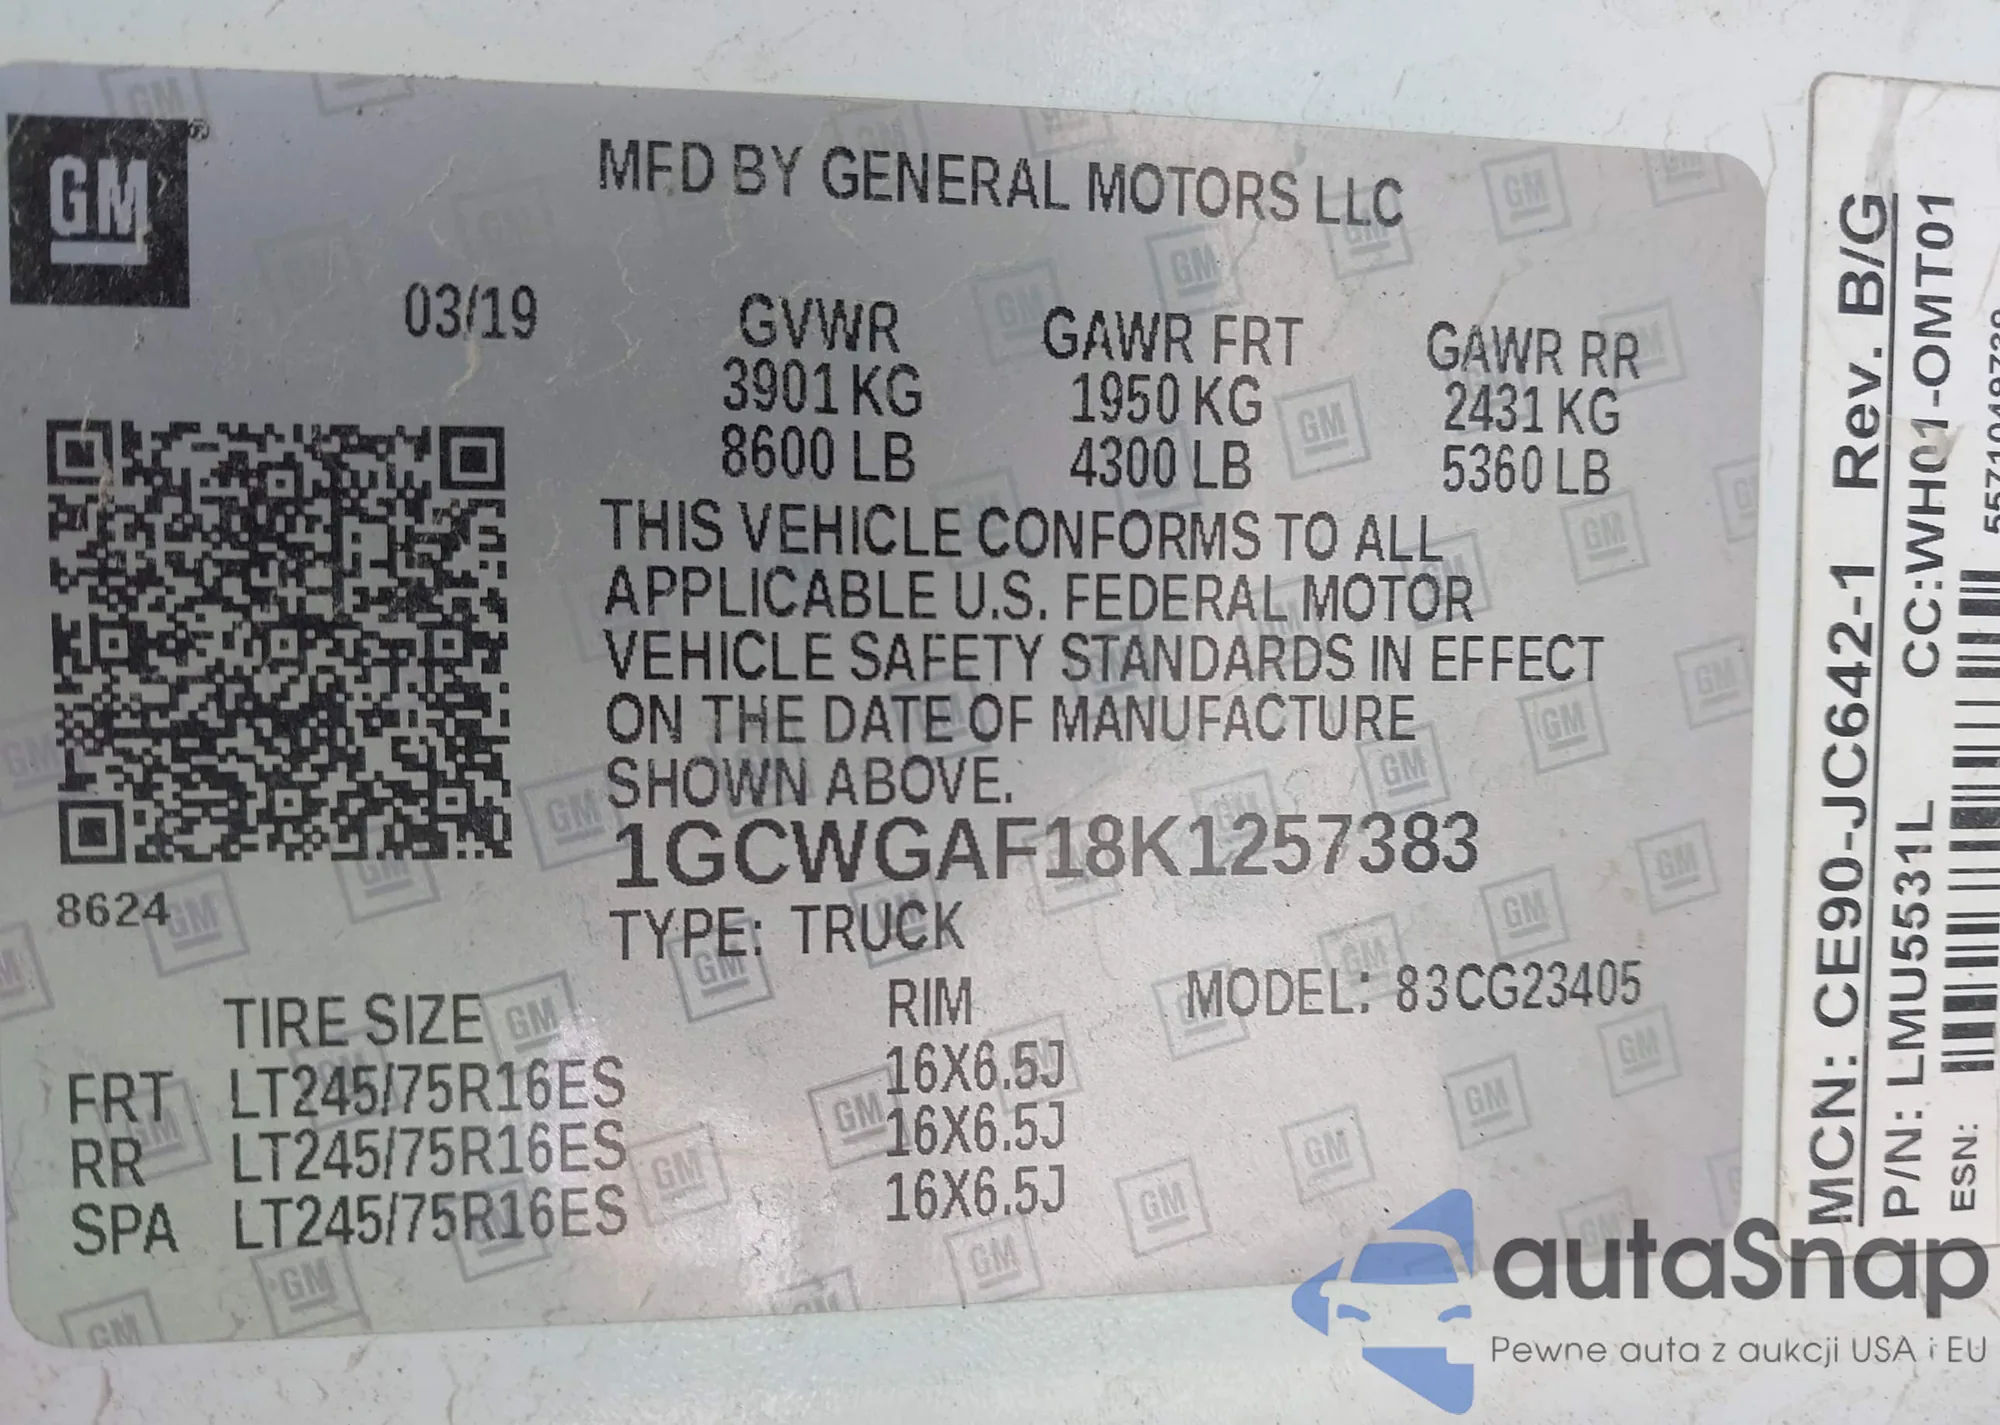 GM®
MFD BY GENERAL MOTORS LLC
03/19
GVWR GAWR FRT GAWR RR
3901 KG 1950 KG 2431 KG
8600 LB 4300 LB 5360 LB
THIS VEHICLE CONFORMS TO ALL
APPLICABLE U.S. FEDERAL MOTOR
VEHICLE SAFETY STANDARDS IN EFFECT
ON THE DATE OF MANUFACTURE
SHOWN ABOVE.
1GCWGAF18K1257383
8624
TYPE: TRUCK
TIRE SIZE RIM MODEL: 83CG23405
FRT LT245/75R16ES 16X6.5J
RR LT245/75R16ES 16X6.5J
SPA LT245/75R16ES 16X6.5J
MCN: CE90-JC642-1 Rev. B/G
P/N: LMU55331L CC:WH01-OMT01
ESN:
autaSnap
Pewne auta z aukcji USA i EU